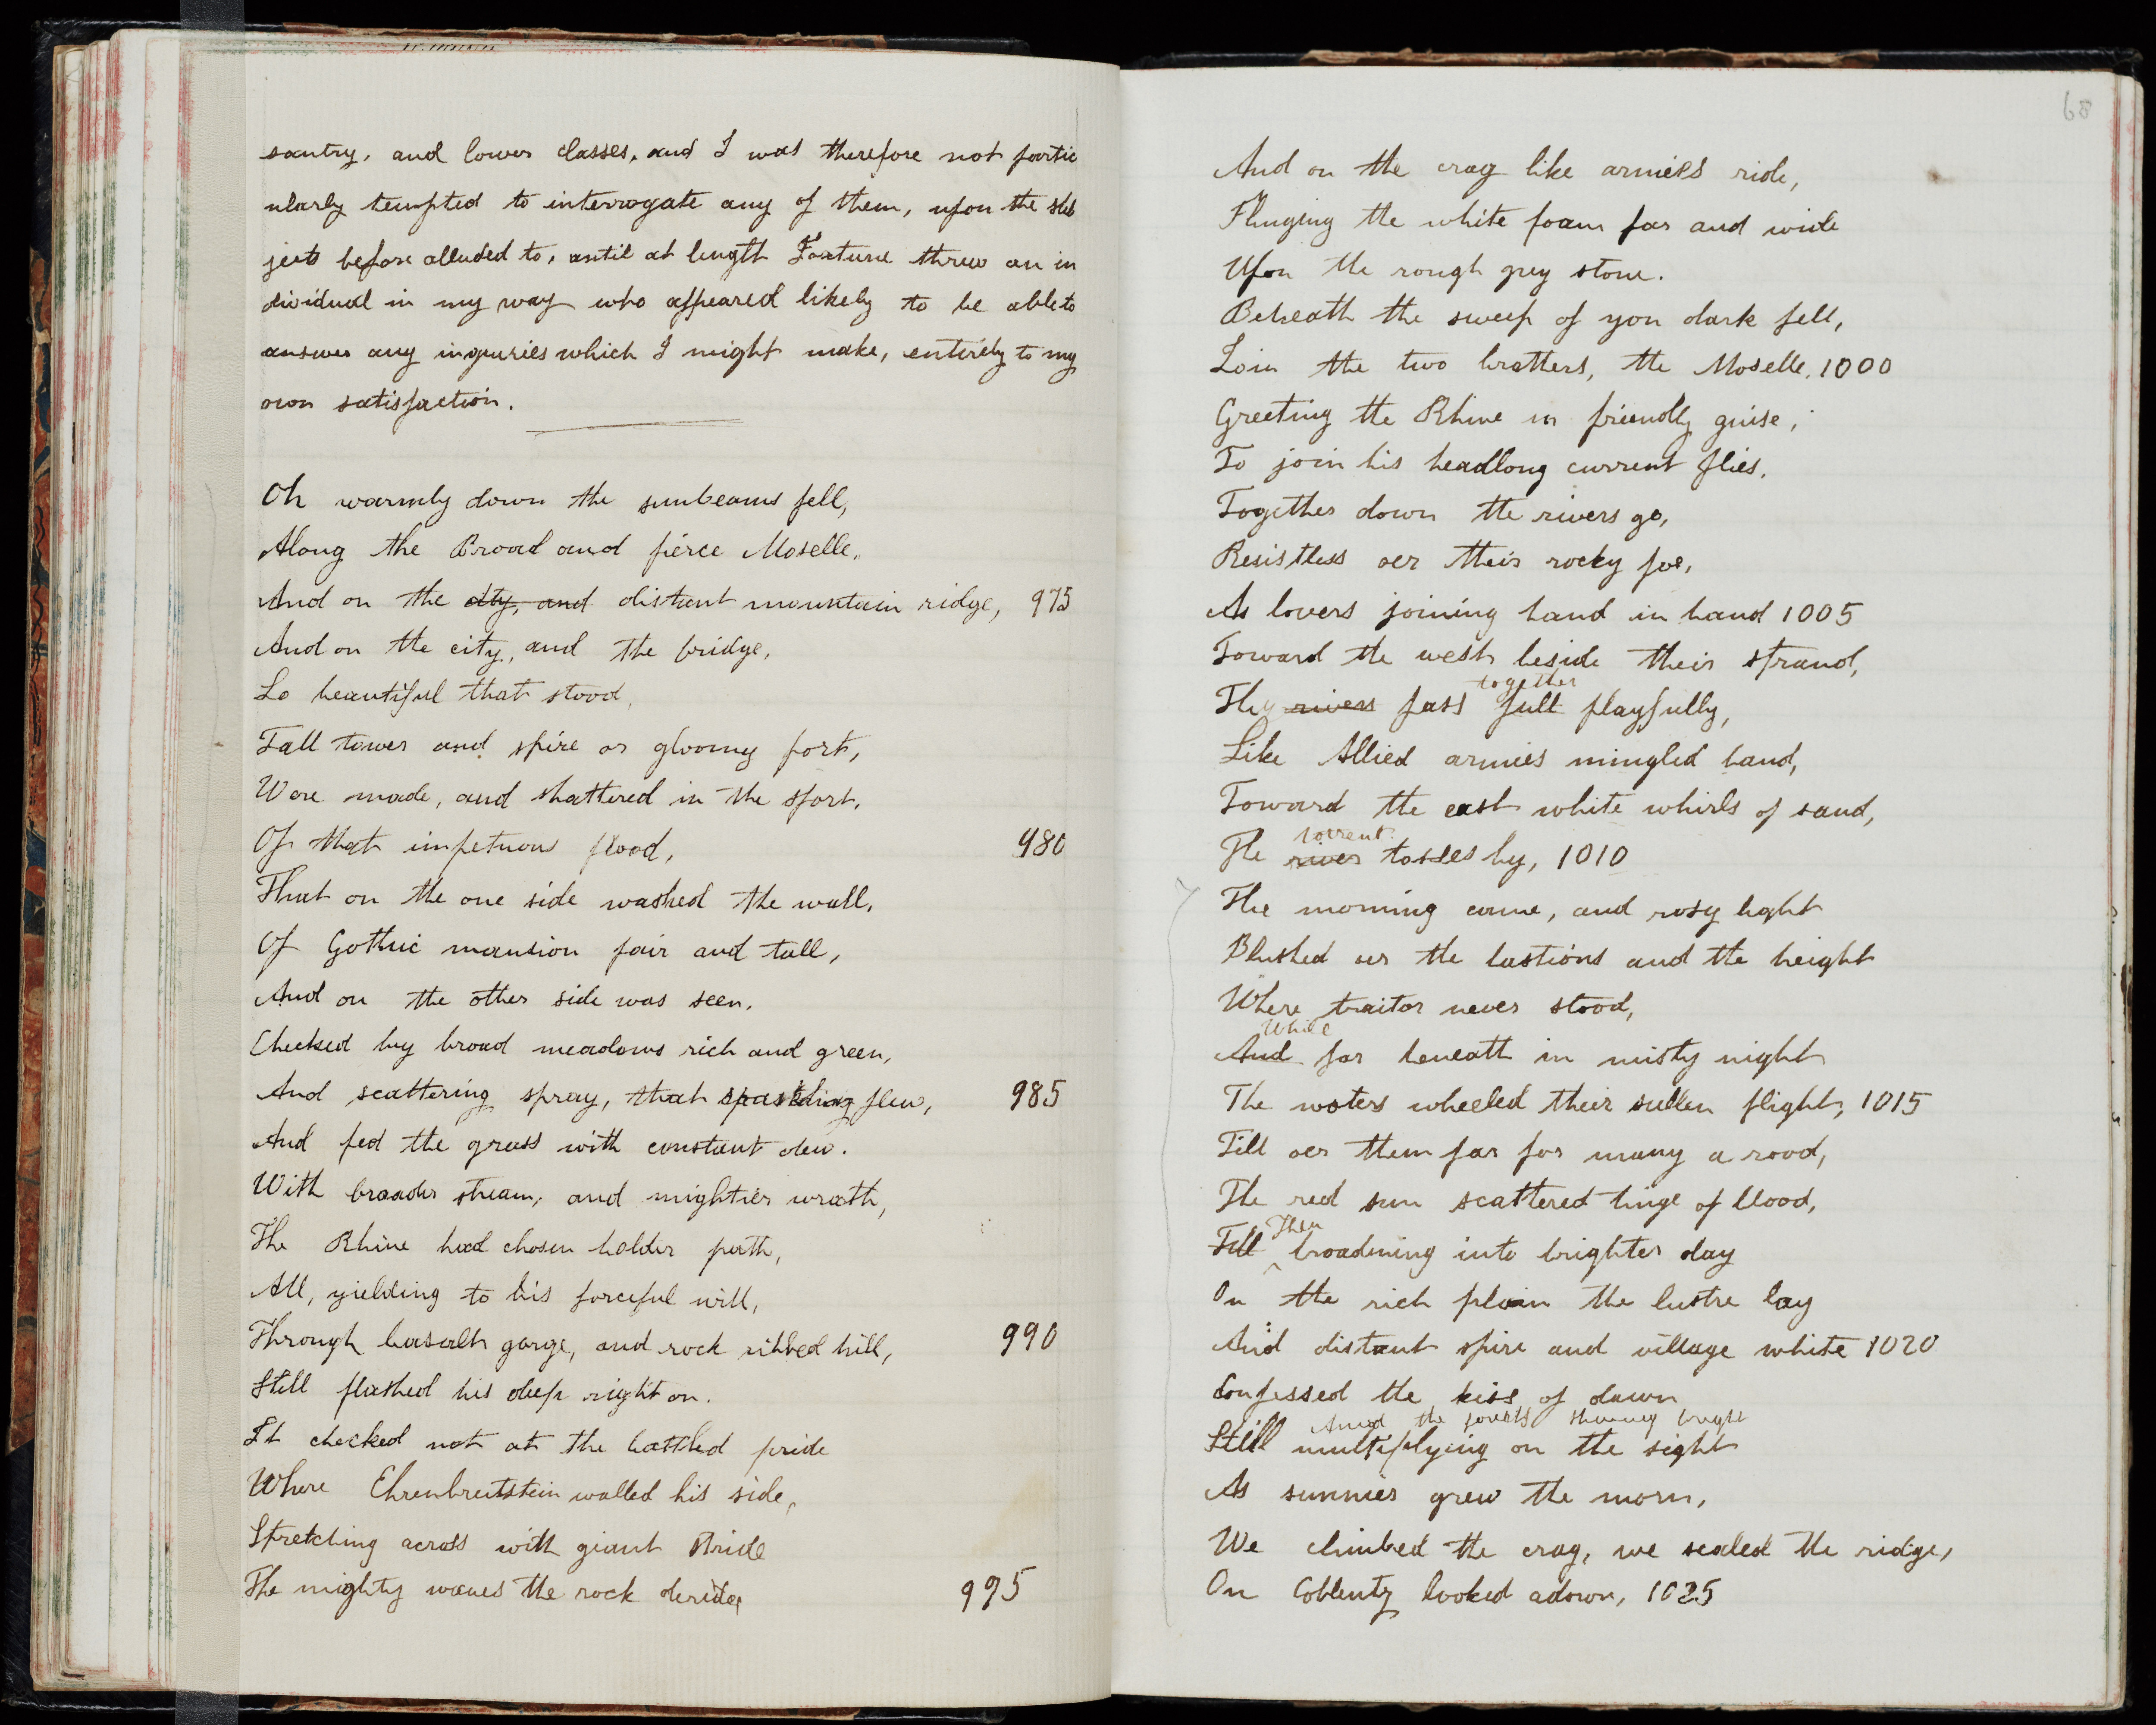 santry, and lower classes, and I was therefore not partic
ularly tempted to interrogate any of them, upon the sub
ject before alluded to, until at length Fortune threw an in
dividual in my way who appeared likely to be able to
answer any inquiries which I might make, entirely to my
own satisfaction.
Oh warmly down the sunbeams fell,
Along the Broad and fierce Moselle,
And on the city, and distant mountain ridge, 975
And on the city, and the bridge,
So beautiful that stood,
Tall tower and spire or gloomy fort,
Were made, and shattered in the sport,
Of that impetuous flood, 980
That on the one side washed the wall,
Of Gothic mansion fair and tall,
And on the other side was seen,
Checked by broad meadows rich and green,
And scattering spray, that sparkling flew, 985
And fed the grass with constant dew.
With broader stream, and mightier wrath,
The Rhine had chosen bolder path,
All, yielding to his forceful will,
Through basalt gorge, and rock ribbed hill, 990
Still flashed his deep right on.
It checked not at the battled pride
Where Ehrenbreitstein walled his side,
Stretching across with giant stride
The mighty waves the rock deride, 995
68
And on the crag like armies ride,
Flinging the white foam far and wide
Upon the rough grey stone.
Beneath the sweep of yon dark fell,
Join the two brothers, the Moselle, 1000
Greeting the Rhine in friendly guise,
To join his headlong current flies,
Together down the rivers go,
Resistless oer their rocky foe,
As lovers joining hand in hand 1005
Toward the west beside their strand,
together
They rivers pass full playfully,
Like Allied armies mingled band,
Toward the east white whirls of sand,
torrent
The river tosses by, 1010
The morning came, and rosy light
Blushed oer the bastions and the height
Where traitor never stood,
While
And far beneath in misty night
The waters wheeled their sullen flight, 1015
Till oer them far for many a rood,
The red sun scattered tinge of blood,
Then
Till broadening into brighter day
On the rich plain the lustre lay
And distant spire and village white 1020
Confessed the kiss of dawn
Amid the forests shining bright
Still multiplying on the sight
As sunnier grew the morn,
We climbed the crag, we scaled the ridge,
On Coblentz looked adown, 1025